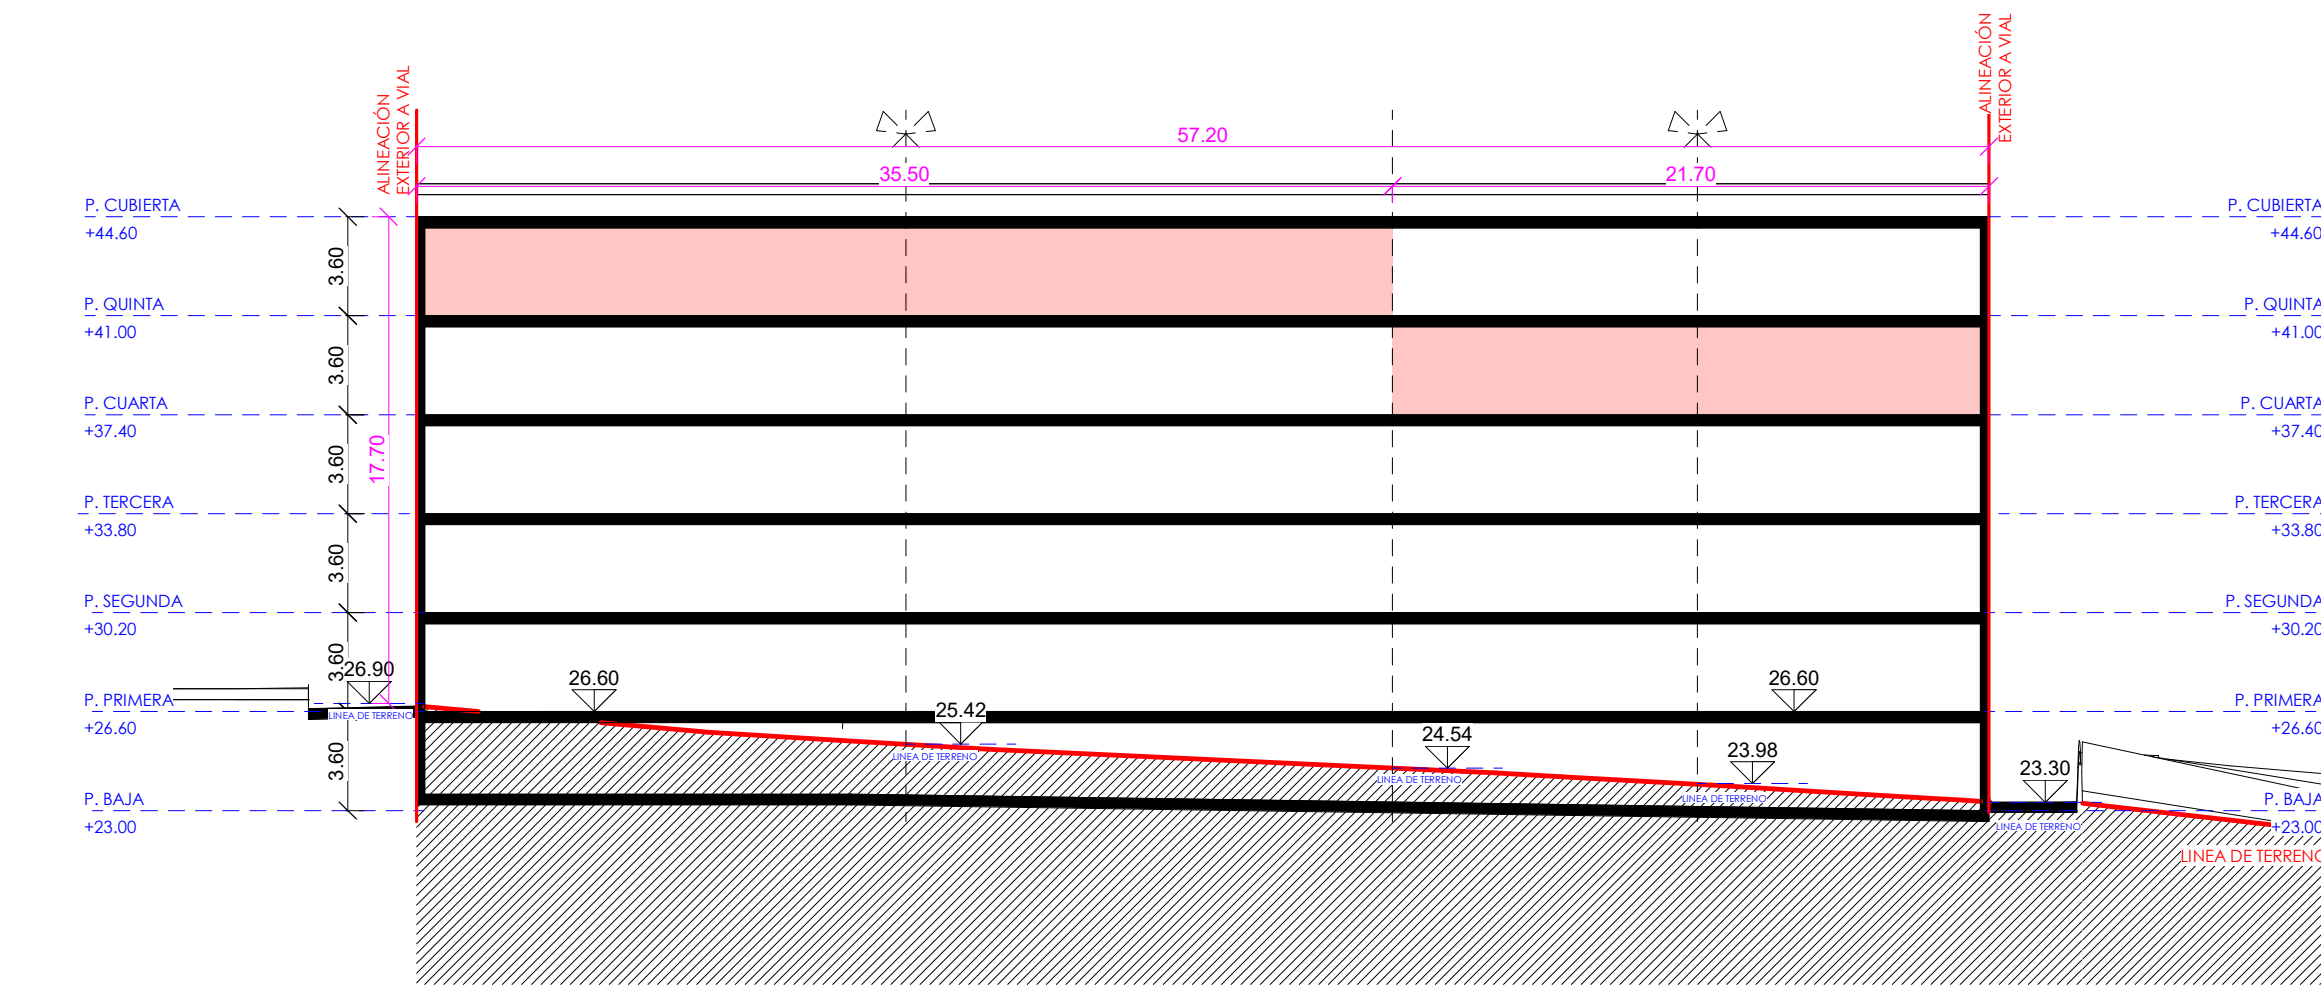 ALINEACIÓN
EXTERIOR A VIAL
ALINEACIÓN
EXTERIOR A VIAL
57.20
35.50
21.70
P. CUBIERTA
+44.60
P. CUBIERTA
+44.60
3.60
P. QUINTA
+41.00
P. QUINTA
+41.00
3.60
P. CUARTA
+37.40
P. CUARTA
+37.40
17.70
3.60
P. TERCERA
+33.80
P. TERCERA
+33.80
3.60
P. SEGUNDA
+30.20
P. SEGUNDA
+30.20
3.60
26.90
26.60
26.60
P. PRIMERA
+26.60
P. PRIMERA
+26.60
LINEA DE TERRENO
25.42
LINEA DE TERRENO
24.54
LINEA DE TERRENO
23.98
LINEA DE TERRENO
23.30
LINEA DE TERRENO
3.60
P. BAJA
+23.00
P. BAJA
+23.00
LINEA DE TERRENO